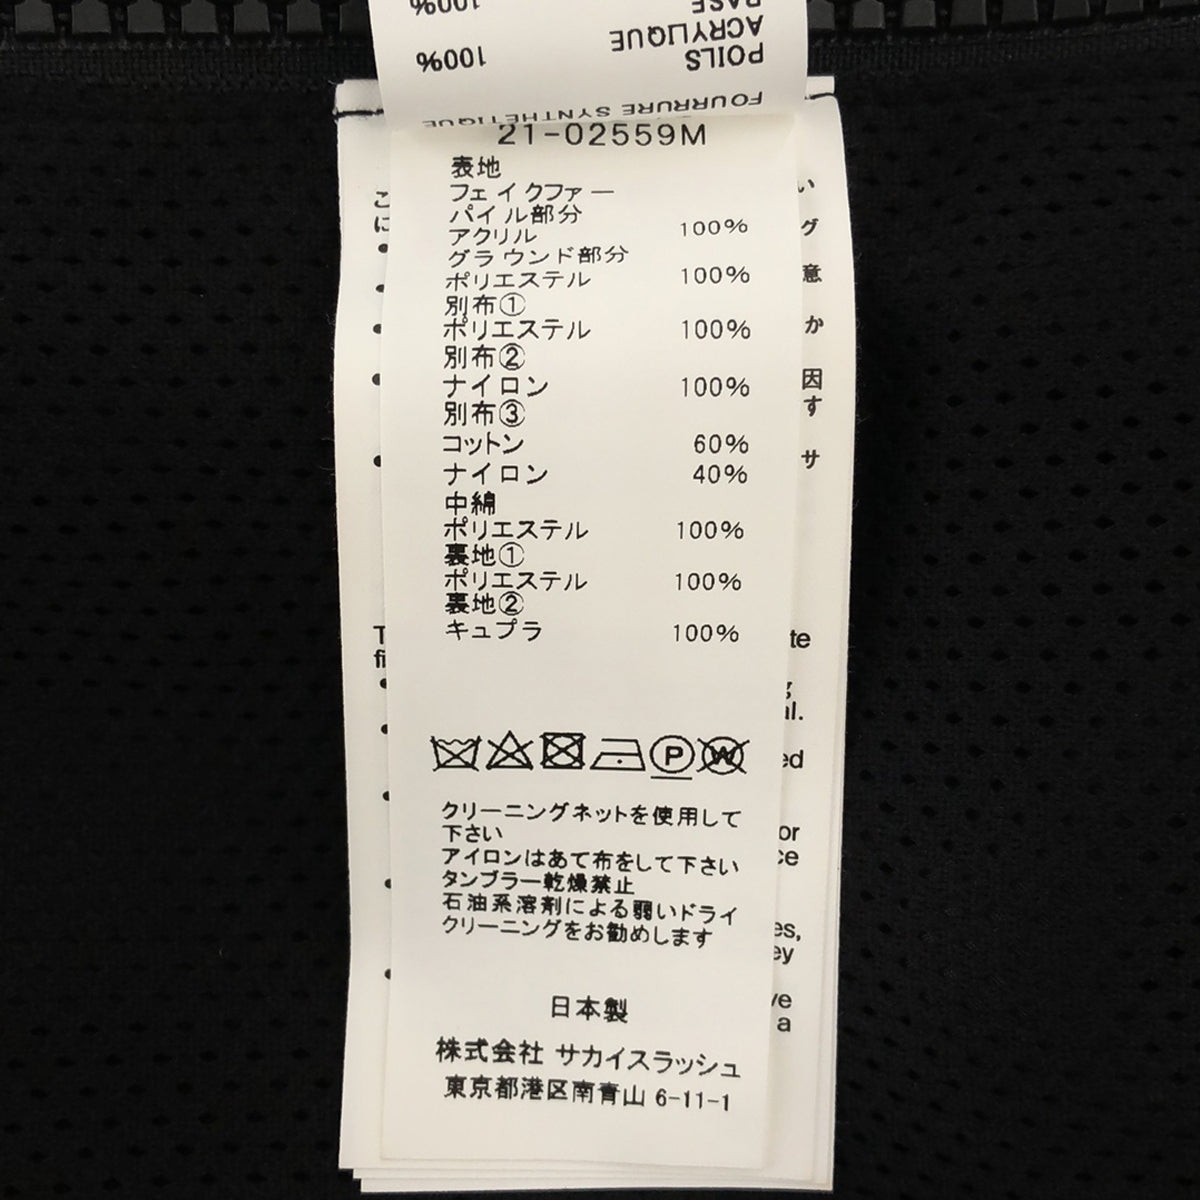 100%
BASE
ACRYLIQUE
100%
POILS
FOURRURE SYNTHETIQUE
21-02559M
表地
フェイクファー
パイル部分
アクリル 100%
グラウンド部分
ポリエステル 100%
別布①
ポリエステル 100%
別布②
ナイロン 100%
別布③
コットン 60%
ナイロン 40%
中綿
ポリエステル 100%
裏地①
ポリエステル 100%
裏地②
キュプラ 100%
P
W
クリーニングネットを使用して
下さい
アイロンはあて布をして下さい
タンブラー乾燥禁止
石油系溶剤による弱いドライ
クリーニングをお勧めします
日本製
株式会社 サカイスラッシュ
東京都港区南青山 6-11-1